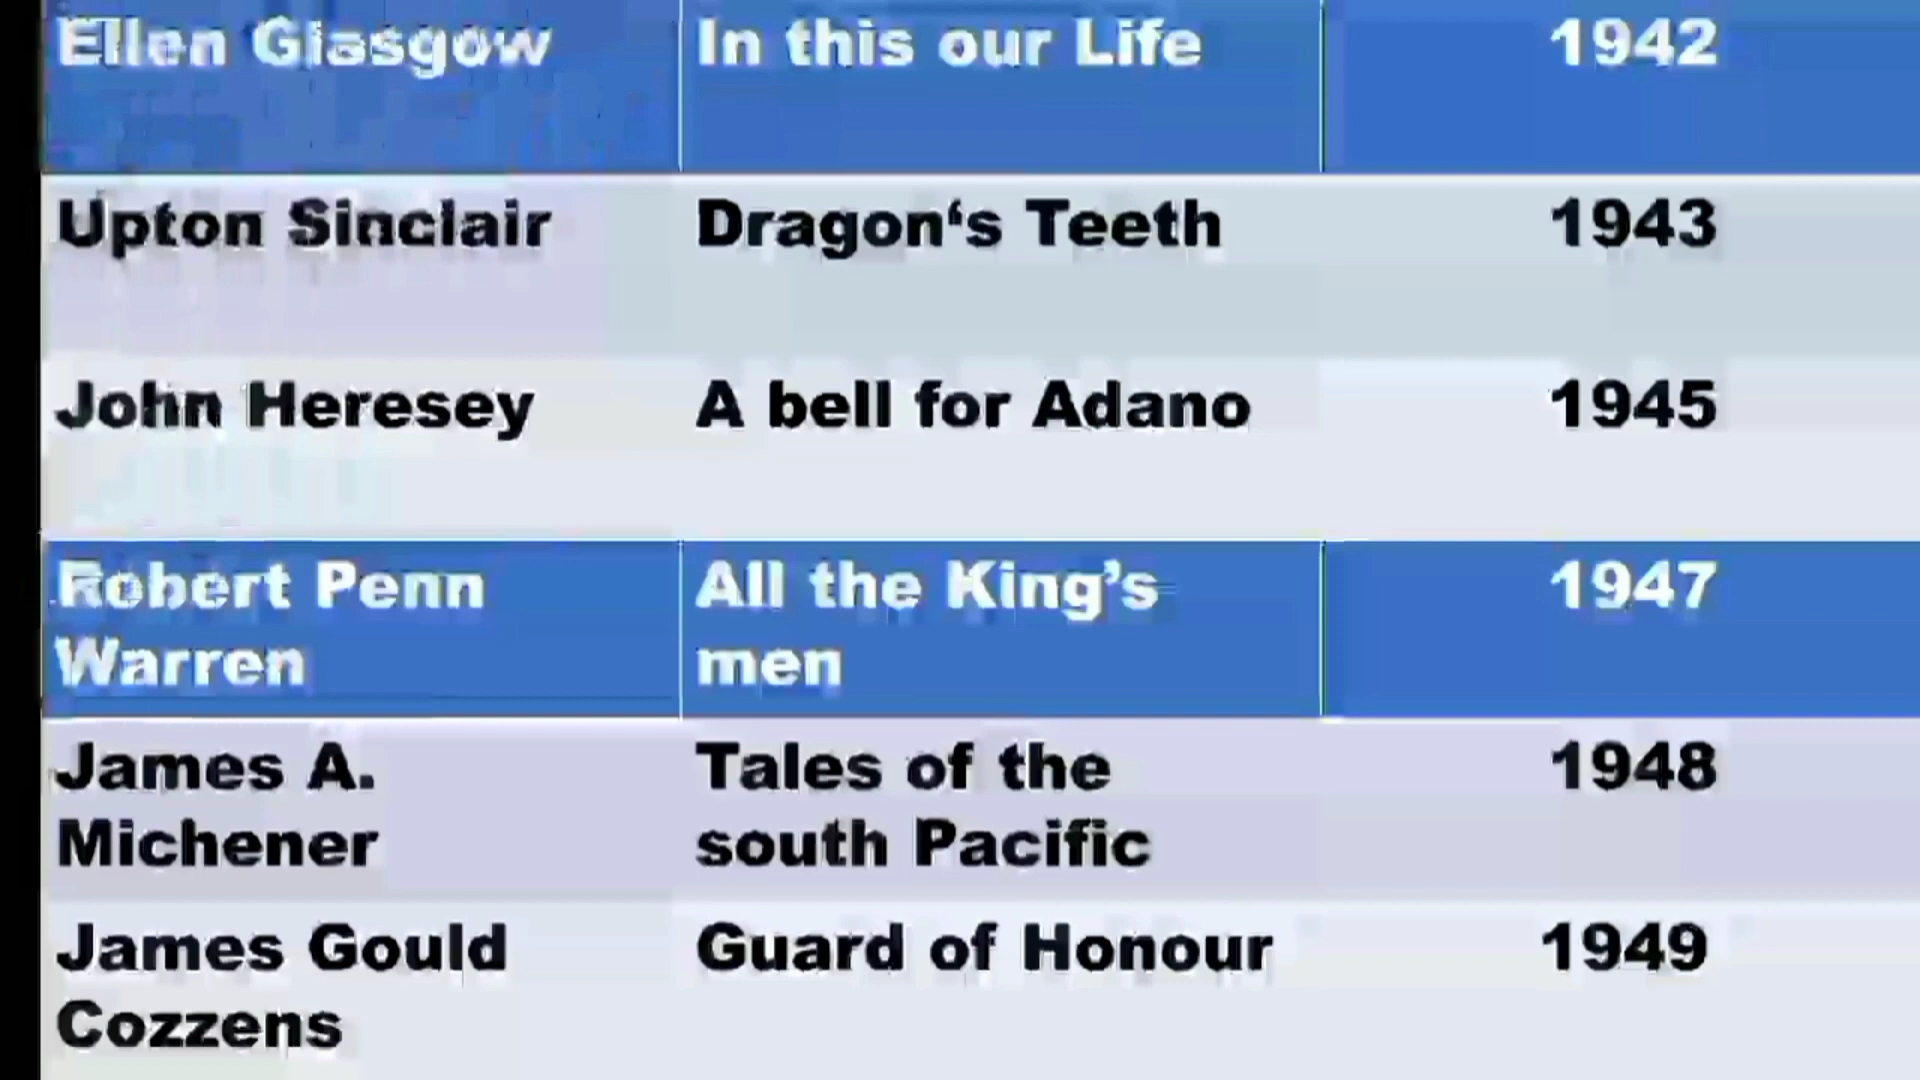 Ellen Glasgow In this our Life 1942
Upton Sinclair Dragon‘s Teeth 1943
John Heresey A bell for Adano 1945
Robert Penn All the King’s 1947
Warren men
James A. Tales of the 1948
Michener south Pacific
James Gould Guard of Honour 1949
Cozzens